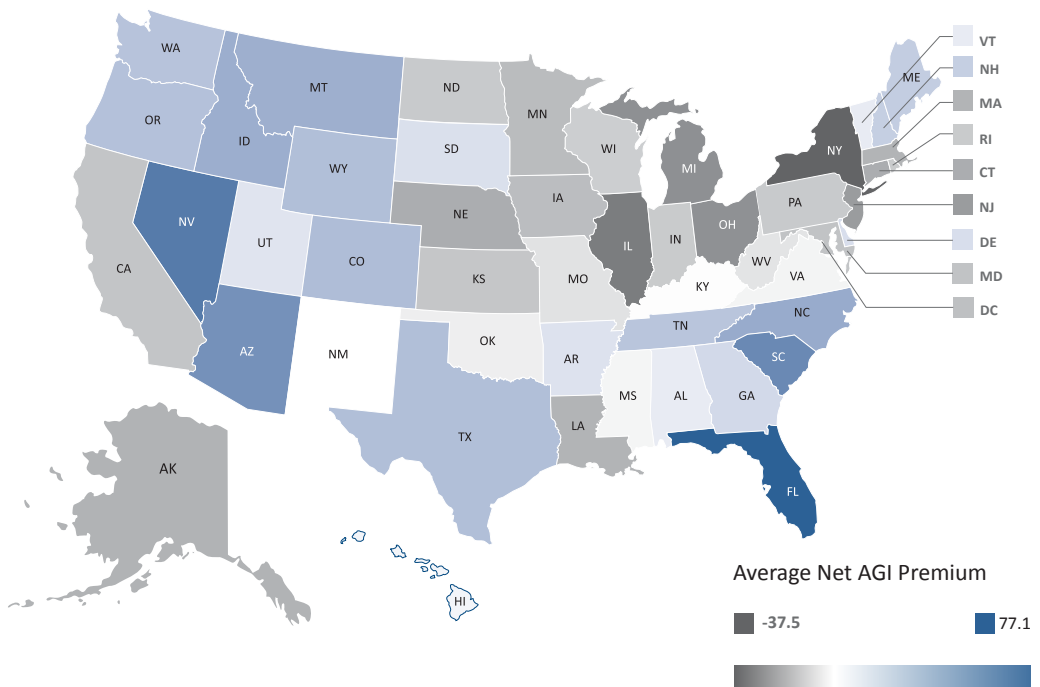 WA
MT
ND
MN
OR
ID
WY
SD
WI
MI
NY
ME
VT
NH
MA
RI
CT
NJ
DE
MD
DC
NV
UT
CO
NE
IA
IL
IN
OH
PA
CA
KS
MO
WV
VA
KY
AZ
NM
OK
AR
TN
NC
SC
MS
AL
GA
TX
LA
FL
AK
HI
Average Net AGI Premium
-37.5 77.1